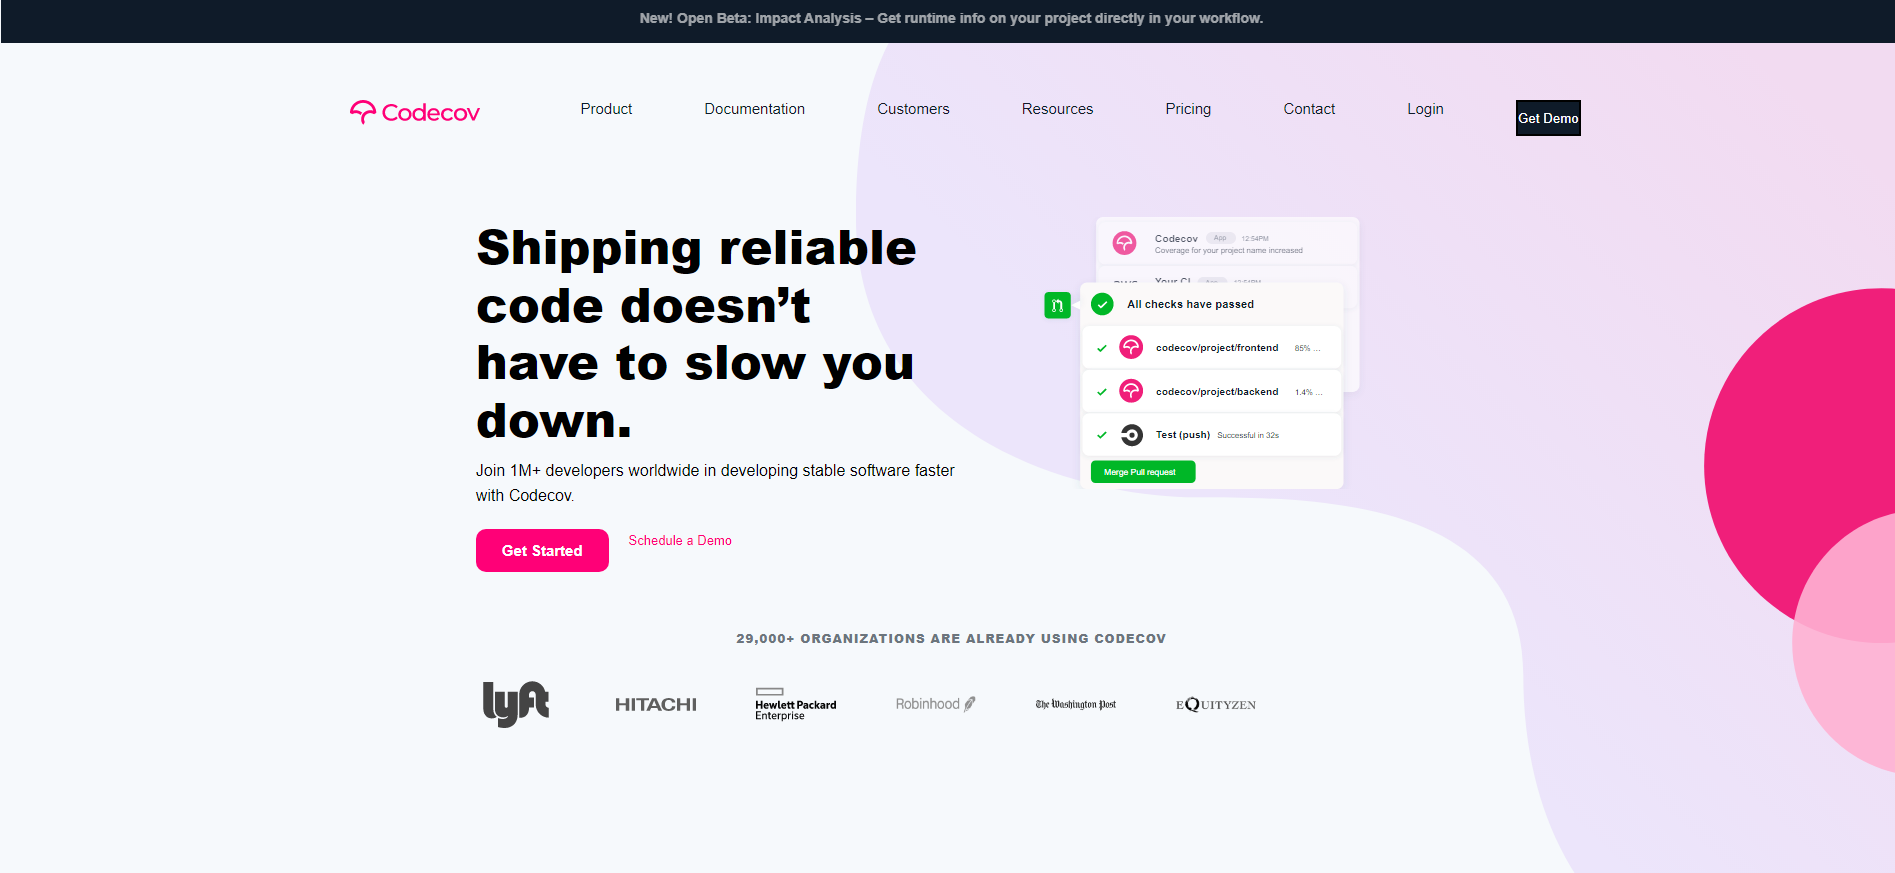 New! Open Beta: Impact Analysis – Get runtime info on your project directly in your workflow.
Codecov
Product
Documentation
Customers
Resources
Pricing
Contact
Login
Get Demo
Shipping reliable
code doesn’t
have to slow you
down.
Join 1M+ developers worldwide in developing stable software faster
with Codecov.
Get Started
Schedule a Demo
Codecov App 12:54PM
Coverage for your project name increased
Your CI App 12:54PM
All checks have passed
codecov/project/frontend 85% ...
codecov/project/backend 1.4% ...
Test (push) Successful in 32s
Merge Pull request
29,000+ ORGANIZATIONS ARE ALREADY USING CODECOV
lyft
HITACHI
Hewlett Packard
Enterprise
Robinhood
The Washington Post
EQUITYZEN